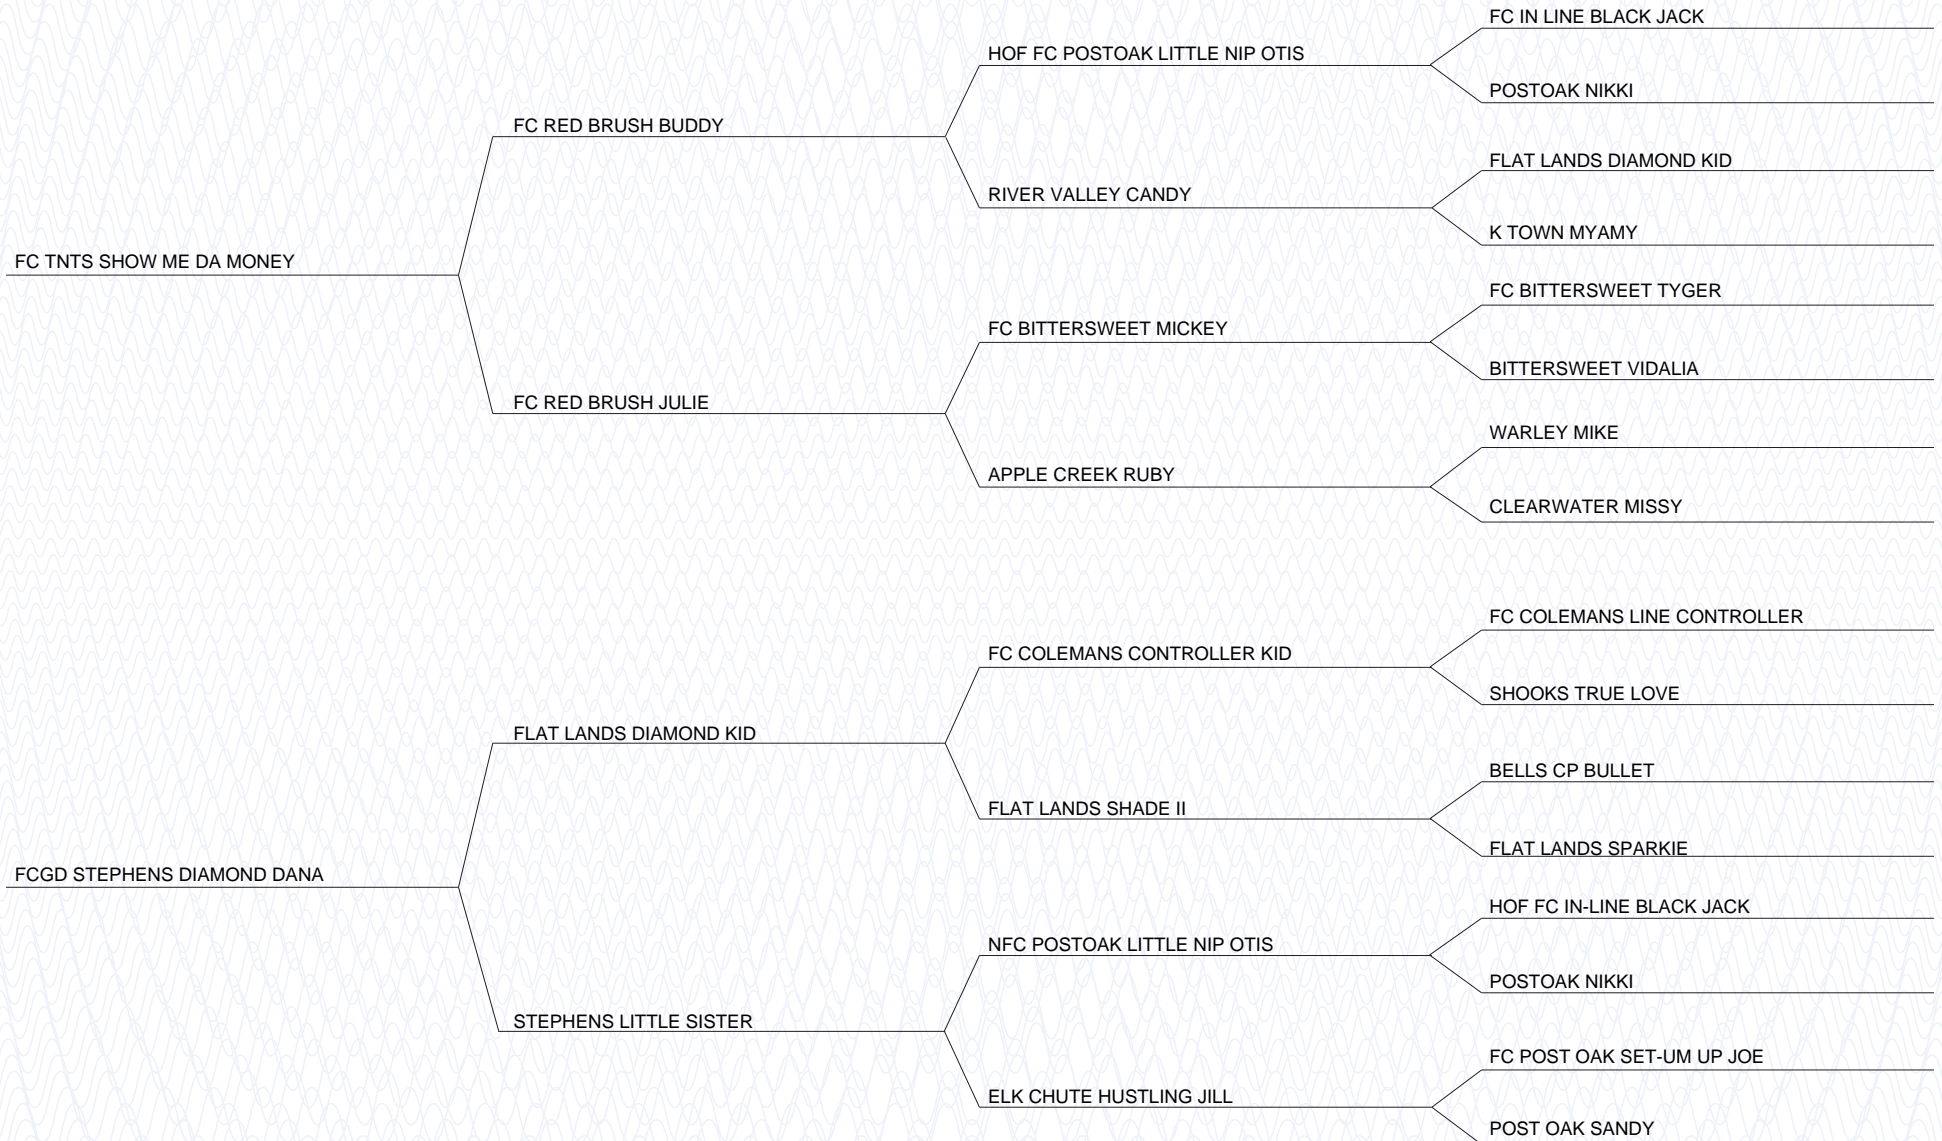 FC IN LINE BLACK JACK
HOF FC POSTOAK LITTLE NIP OTIS
POSTOAK NIKKI
FC RED BRUSH BUDDY
FLAT LANDS DIAMOND KID
RIVER VALLEY CANDY
K TOWN MYAMY
FC TNTS SHOW ME DA MONEY
FC BITTERSWEET TYGER
FC BITTERSWEET MICKEY
BITTERSWEET VIDALIA
FC RED BRUSH JULIE
WARLEY MIKE
APPLE CREEK RUBY
CLEARWATER MISSY
FC COLEMANS LINE CONTROLLER
FC COLEMANS CONTROLLER KID
SHOOKS TRUE LOVE
FLAT LANDS DIAMOND KID
BELLS CP BULLET
FLAT LANDS SHADE II
FLAT LANDS SPARKIE
FCGD STEPHENS DIAMOND DANA
HOF FC IN-LINE BLACK JACK
NFC POSTOAK LITTLE NIP OTIS
POSTOAK NIKKI
STEPHENS LITTLE SISTER
FC POST OAK SET-UM UP JOE
ELK CHUTE HUSTLING JILL
POST OAK SANDY